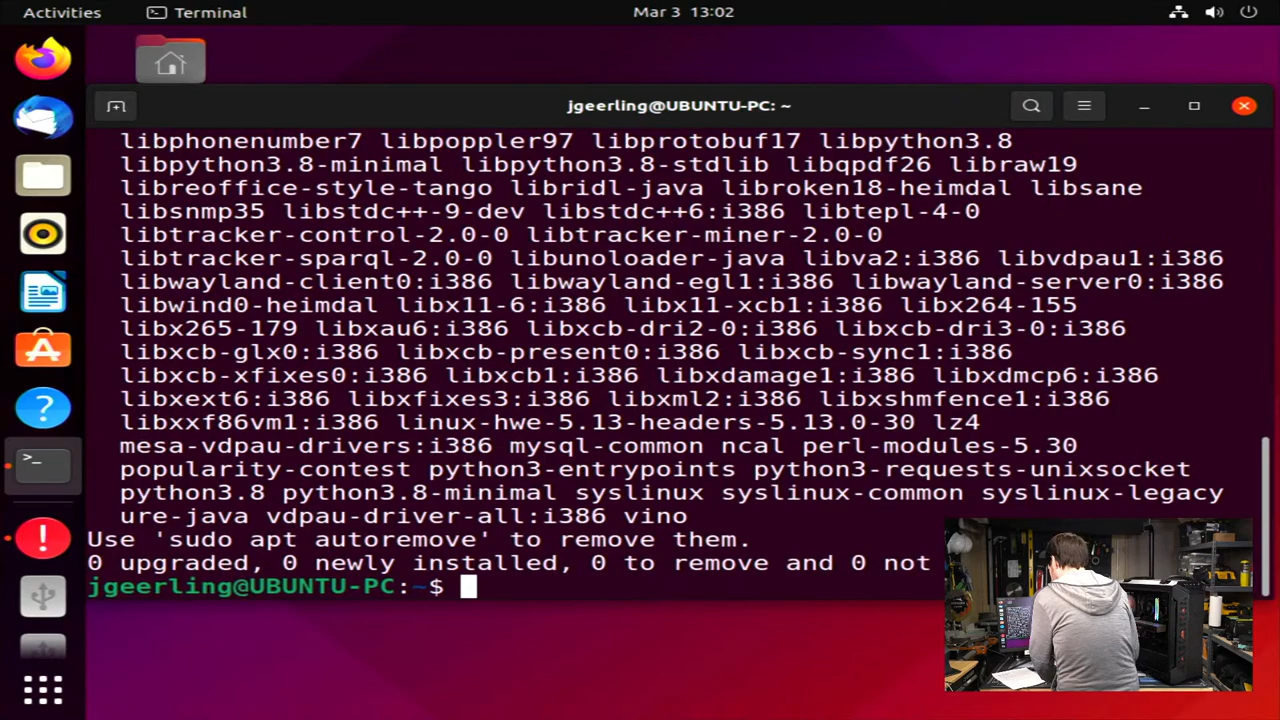 Activities
Terminal
Mar 3 13:02
jgeerling@UBUNTU-PC: ~
libphonenumber7 libpoppler97 libprotobuf17 libpython3.8
libpython3.8-minimal libpython3.8-stdlib libqpdf26 libraw19
libreoffice-style-tango libridl-java libroken18-heimdal libsane
libsnmp35 libstdc++-9-dev libstdc++6:i386 libtepl-4-0
libtracker-control-2.0-0 libtracker-miner-2.0-0
libtracker-sparql-2.0-0 libunoloader-java libva2:i386 libvdpau1:i386
libwayland-client0:i386 libwayland-egl1:i386 libwayland-server0:i386
libwind0-heimdal libx11-6:i386 libx11-xcb1:i386 libx264-155
libx265-179 libxau6:i386 libxcb-dri2-0:i386 libxcb-dri3-0:i386
libxcb-glx0:i386 libxcb-present0:i386 libxcb-sync1:i386
libxcb-xfixes0:i386 libxcb1:i386 libxdamage1:i386 libxdmcp6:i386
libxext6:i386 libxfixes3:i386 libxml2:i386 libxshmfence1:i386
libxxf86vm1:i386 linux-hwe-5.13-headers-5.13.0-30 lz4
mesa-vdpau-drivers:i386 mysql-common ncal perl-modules-5.30
popularity-contest python3-entrypoints python3-requests-unixsocket
python3.8 python3.8-minimal syslinux syslinux-common syslinux-legacy
ure-java vdpau-driver-all:i386 vino
Use 'sudo apt autoremove' to remove them.
0 upgraded, 0 newly installed, 0 to remove and 0 not
jgeerling@UBUNTU-PC:~$